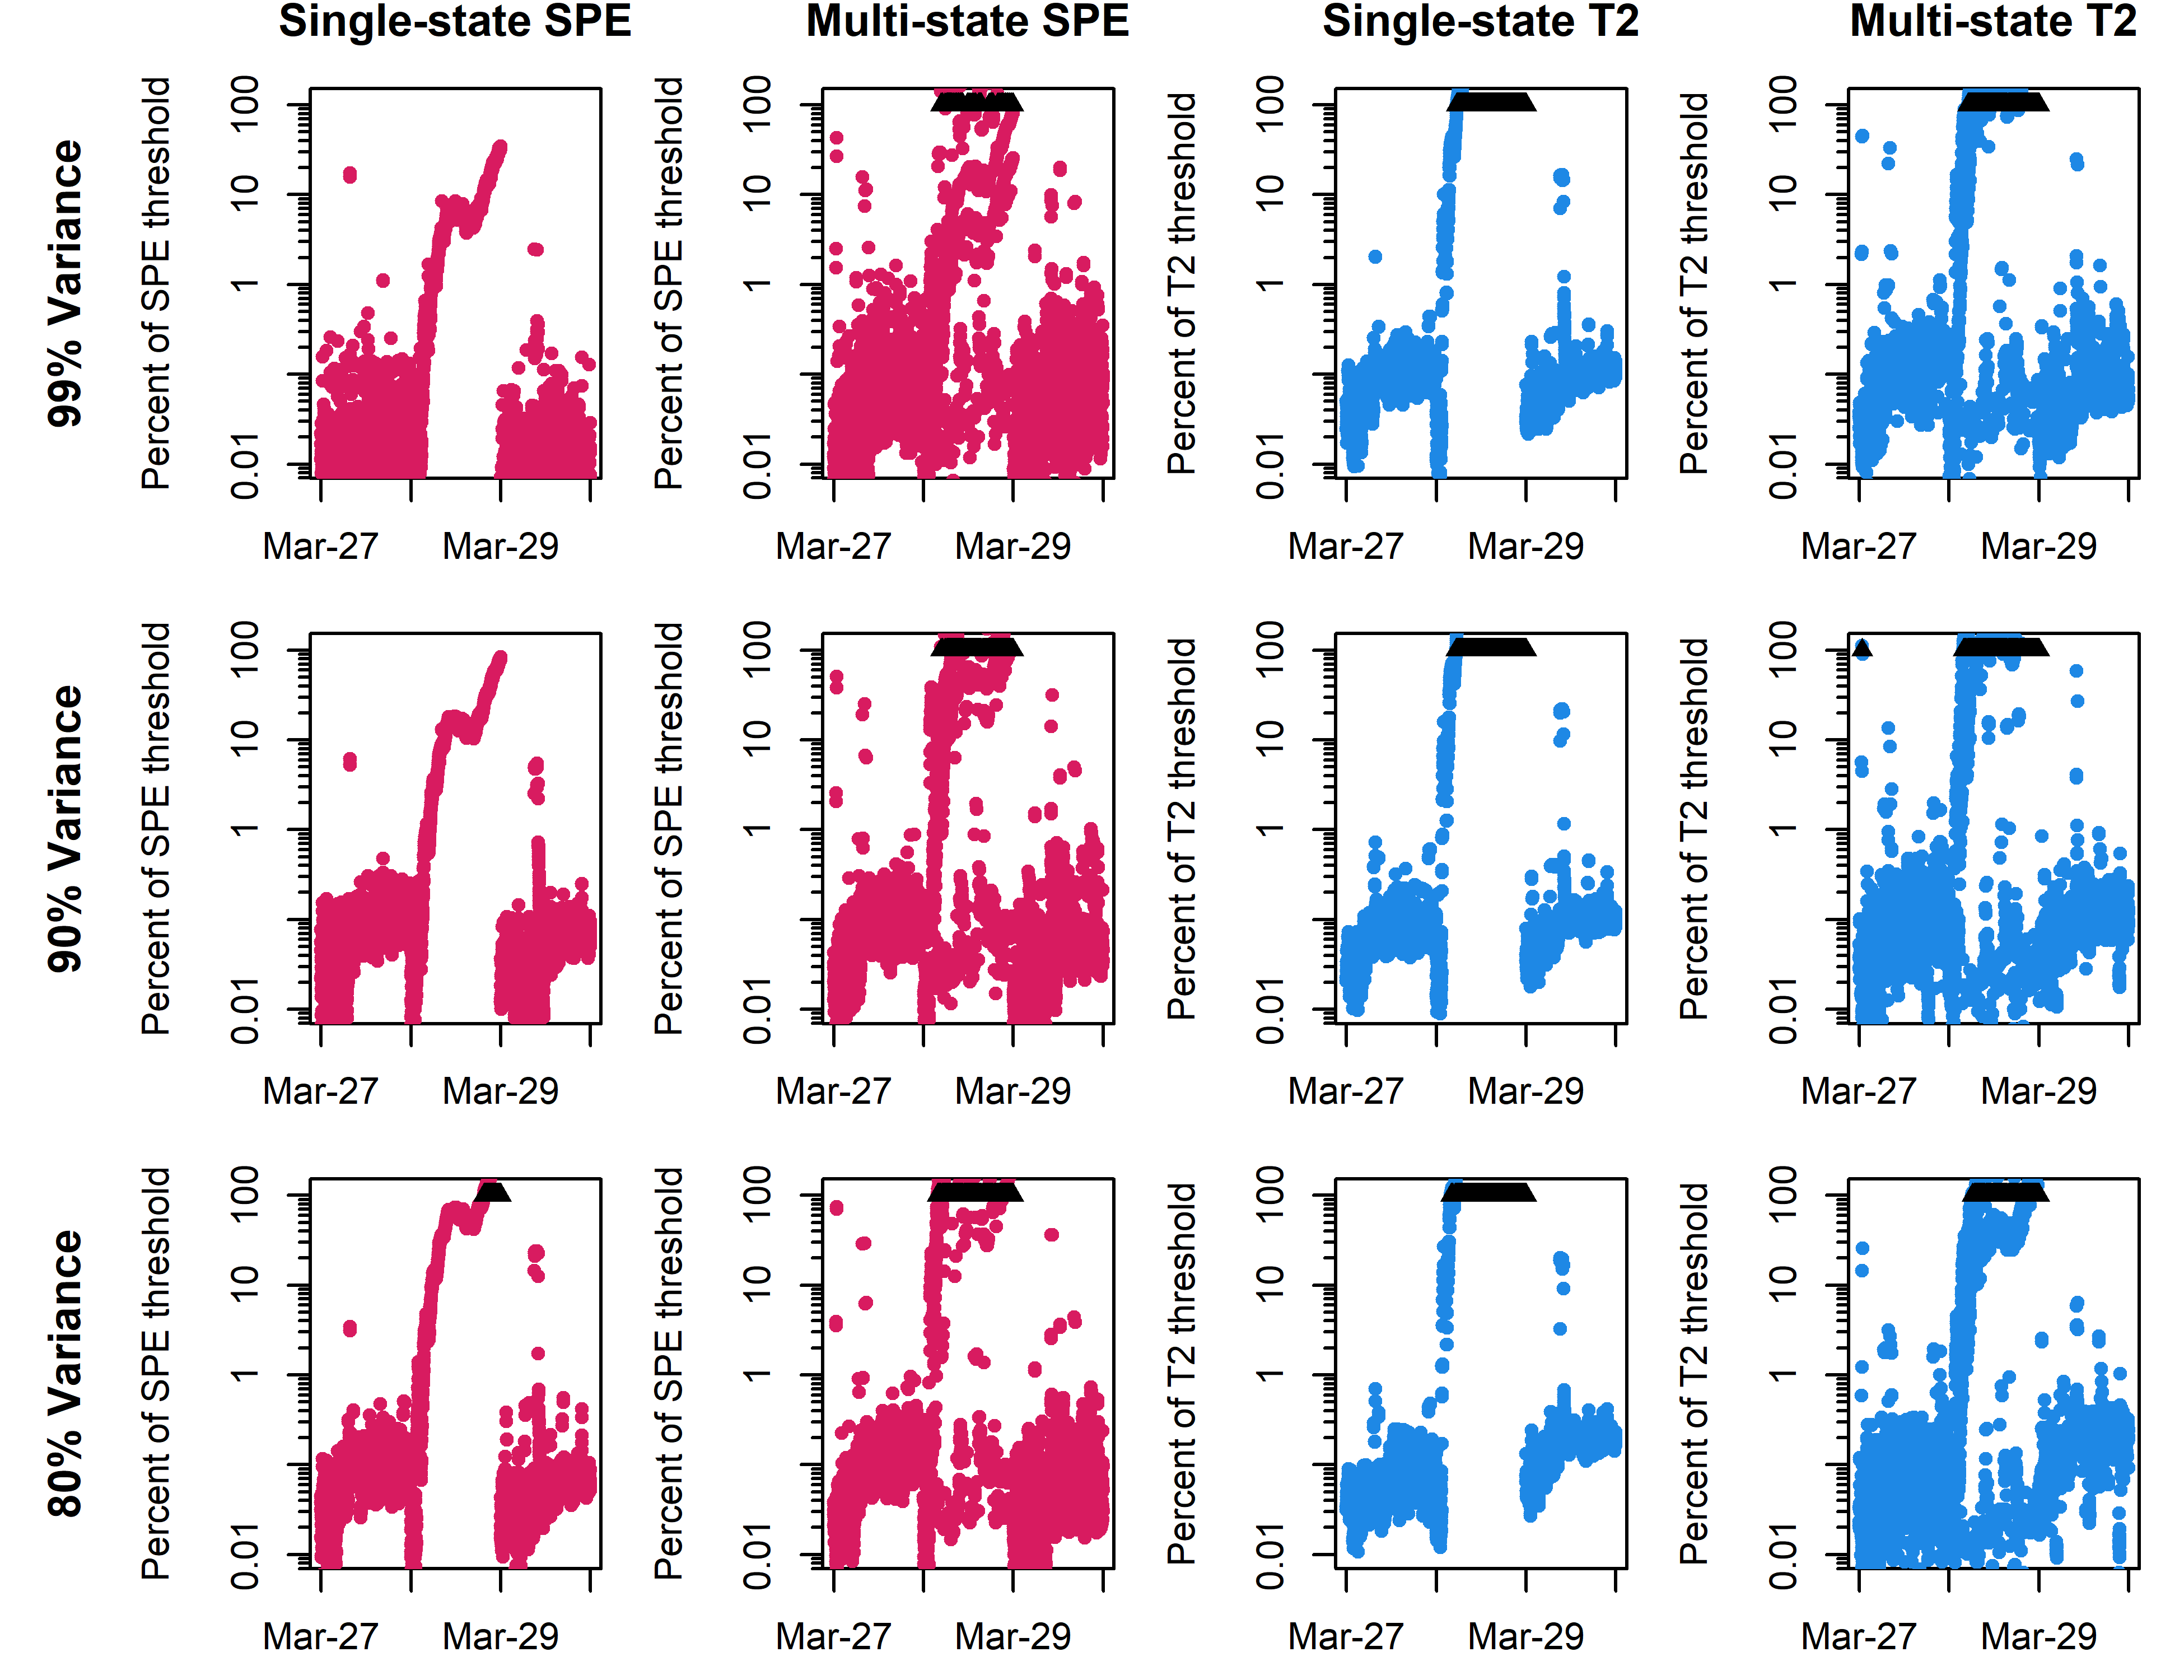 Single-state SPE Multi-state SPE Single-state T2 Multi-state T2
99% Variance
Percent of SPE threshold
0.01 1 10 100
Mar-27 Mar-29
Percent of SPE threshold
0.01 1 10 100
Mar-27 Mar-29
Percent of T2 threshold
0.01 1 10 100
Mar-27 Mar-29
Percent of T2 threshold
0.01 1 10 100
Mar-27 Mar-29
90% Variance
Percent of SPE threshold
0.01 1 10 100
Mar-27 Mar-29
Percent of SPE threshold
0.01 1 10 100
Mar-27 Mar-29
Percent of T2 threshold
0.01 1 10 100
Mar-27 Mar-29
Percent of T2 threshold
0.01 1 10 100
Mar-27 Mar-29
80% Variance
Percent of SPE threshold
0.01 1 10 100
Mar-27 Mar-29
Percent of SPE threshold
0.01 1 10 100
Mar-27 Mar-29
Percent of T2 threshold
0.01 1 10 100
Mar-27 Mar-29
Percent of T2 threshold
0.01 1 10 100
Mar-27 Mar-29